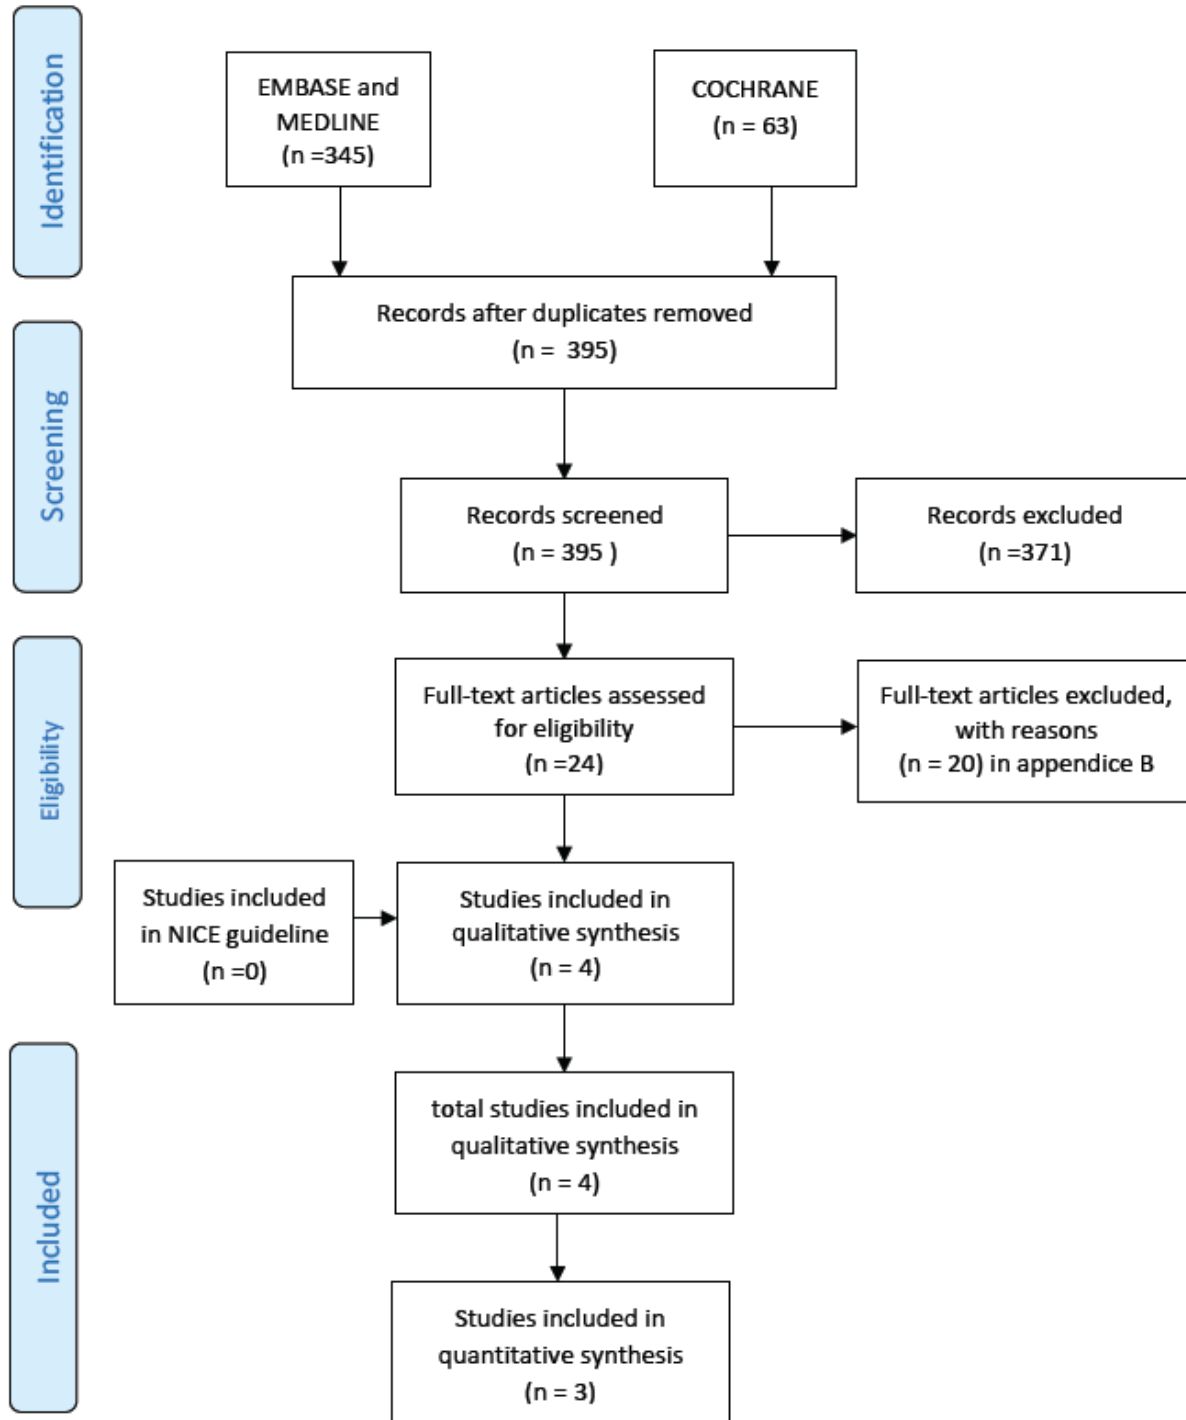 Identification
EMBASE and
MEDLINE
(n =345)
COCHRANE
(n = 63)
Records after duplicates removed
(n =  395)
Screening
Records screened
(n = 395 )
Records excluded
(n =371)
Eligibility
Full-text articles assessed
for eligibility
(n =24)
Full-text articles excluded,
with reasons
(n = 20) in appendice B
Studies included
in NICE guideline
(n =0)
Studies included in
qualitative synthesis
(n = 4)
Included
total studies included in
qualitative synthesis
(n = 4)
Studies included in
quantitative synthesis
(n = 3)